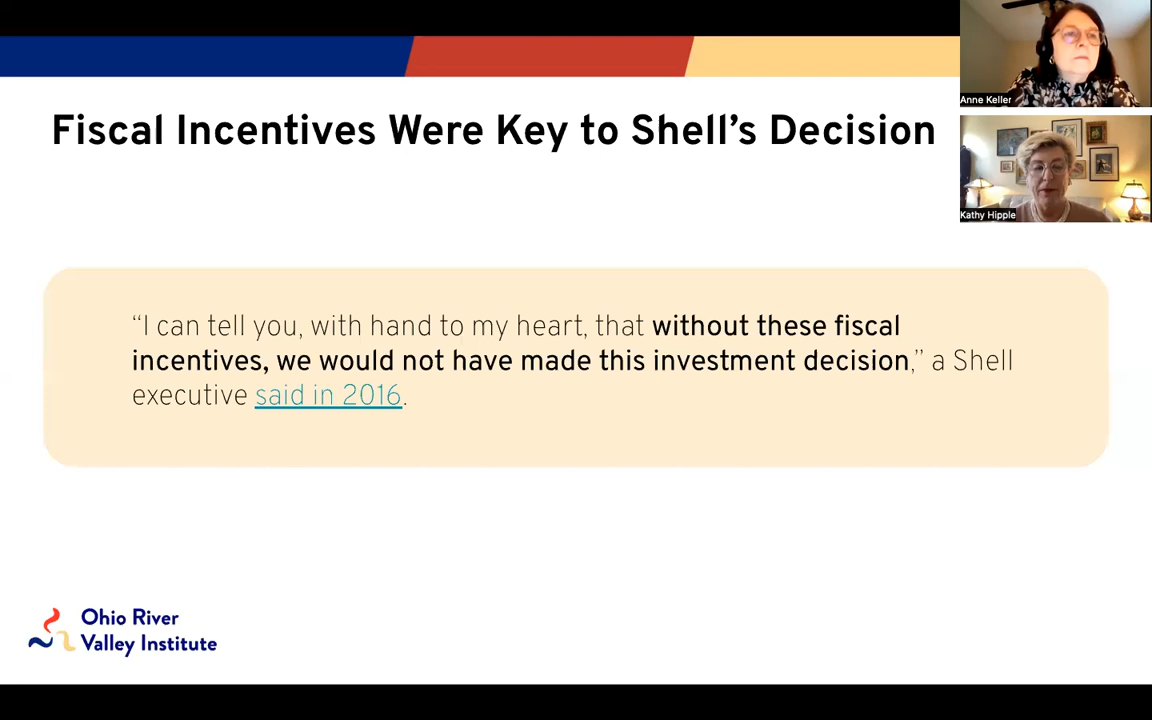 Fiscal Incentives Were Key to Shell’s Decision
“I can tell you, with hand to my heart, that without these fiscal
incentives, we would not have made this investment decision,” a Shell
executive said in 2016.
Ohio River
Valley Institute
Anne Keller
Kathy Hipple